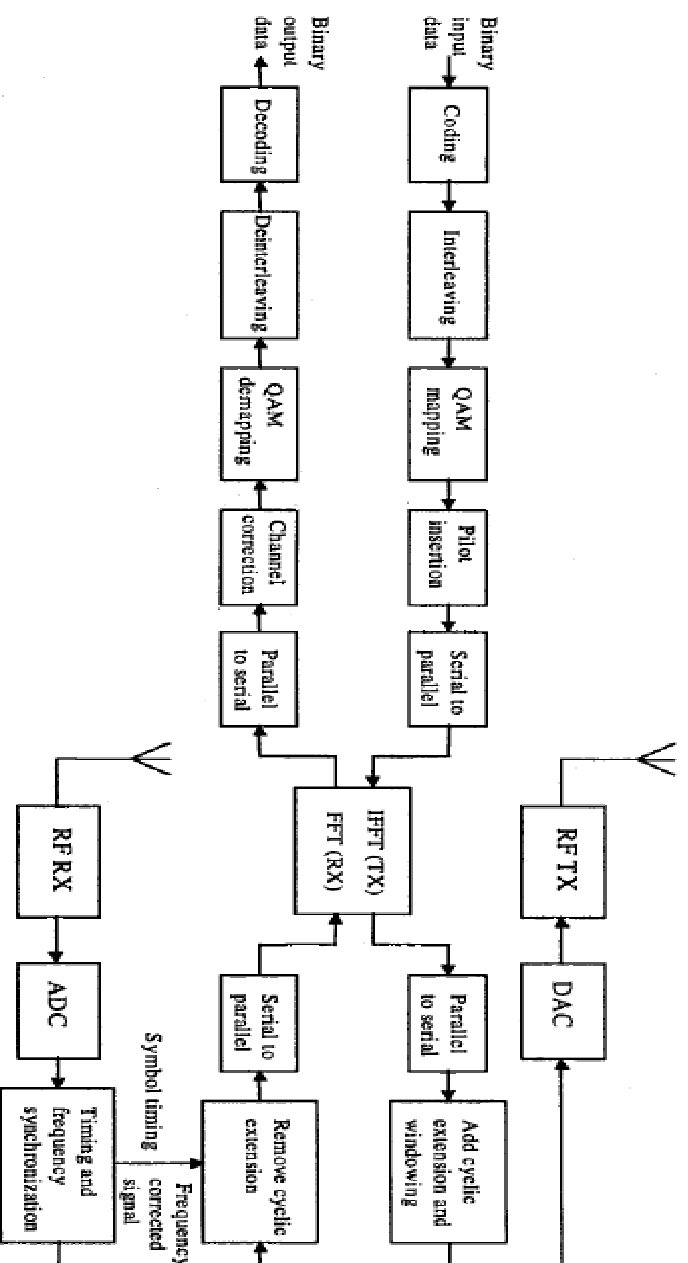 RF TX
DAC
Binary
input
data
Coding
Interleaving
QAM
mapping
Pilot
insertion
Serial to
parallel
IFFT (TX)
FFT (RX)
Parallel
to serial
Add cyclic
extension and
windowing
Binary
output
data
Decoding
Deinterleaving
QAM
demapping
Channel
correction
Parallel
to serial
Serial to
parallel
Remove cyclic
extension
Symbol timing
Frequency
corrected
signal
RF RX
ADC
Timing and
frequency
synchronization